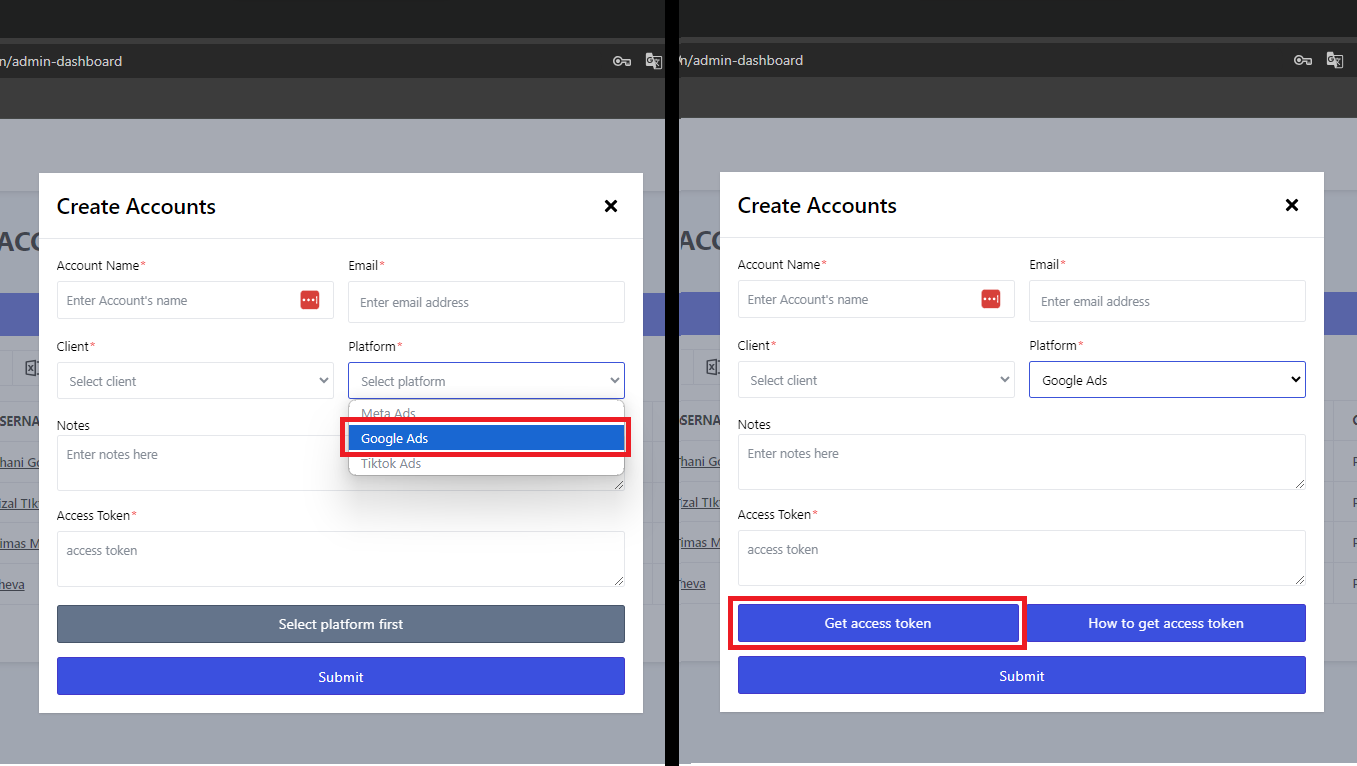 n/admin-dashboard
Create Accounts
ACC
Account Name*
Email*
Enter Account's name
Enter email address
Client*
Platform*
Select client
Select platform
Meta Ads
Google Ads
Tiktok Ads
SERNA
Notes
Enter notes here
hani Go
izal TIk
Access Token*
access token
imas M
heva
Select platform first
Submit
n/admin-dashboard
Create Accounts
ACC
Account Name*
Email*
Enter Account's name
Enter email address
Client*
Platform*
Select client
Google Ads
SERNA
Notes
Enter notes here
hani Go
izal TIk
Access Token*
access token
imas M
heva
Get access token
How to get access token
Submit